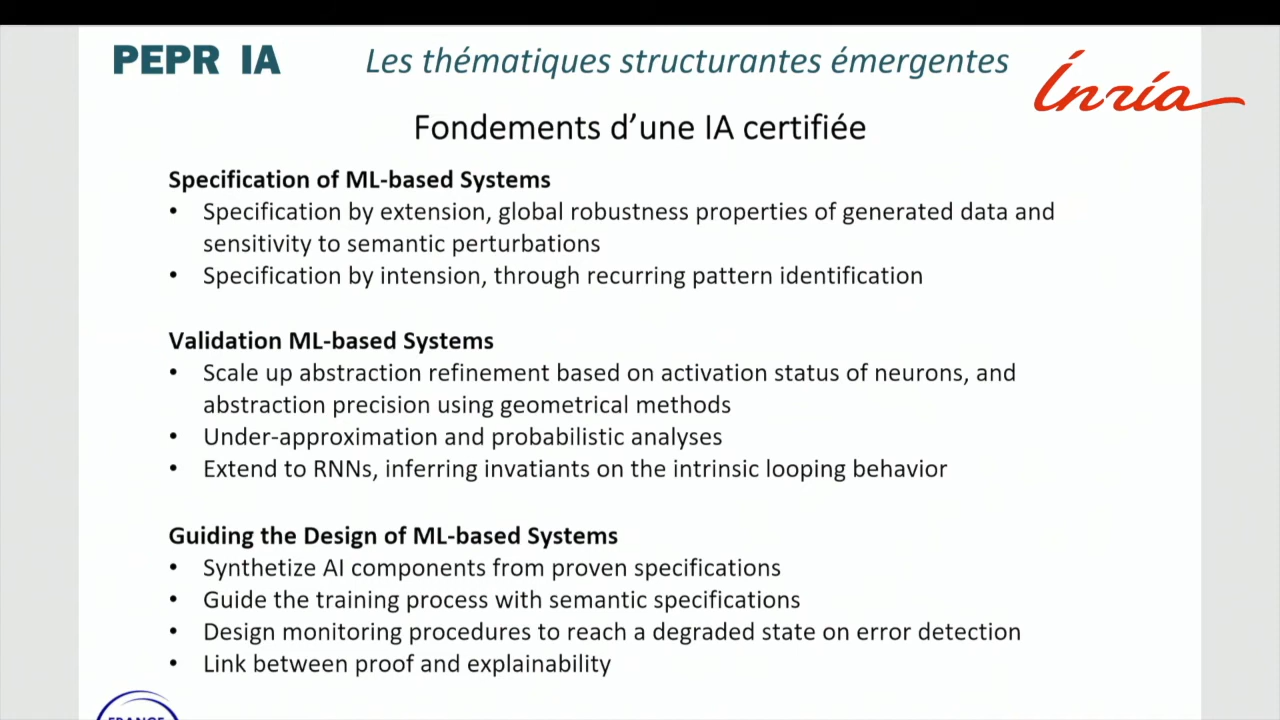 PEPR IA
Les thématiques structurantes émergentes
Inría
Fondements d'une IA certifiée
Specification of ML-based Systems
• Specification by extension, global robustness properties of generated data and
sensitivity to semantic perturbations
• Specification by intension, through recurring pattern identification
Validation ML-based Systems
• Scale up abstraction refinement based on activation status of neurons, and
abstraction precision using geometrical methods
• Under-approximation and probabilistic analyses
• Extend to RNNs, inferring invatiants on the intrinsic looping behavior
Guiding the Design of ML-based Systems
• Synthetize AI components from proven specifications
• Guide the training process with semantic specifications
• Design monitoring procedures to reach a degraded state on error detection
• Link between proof and explainability
FRANCE